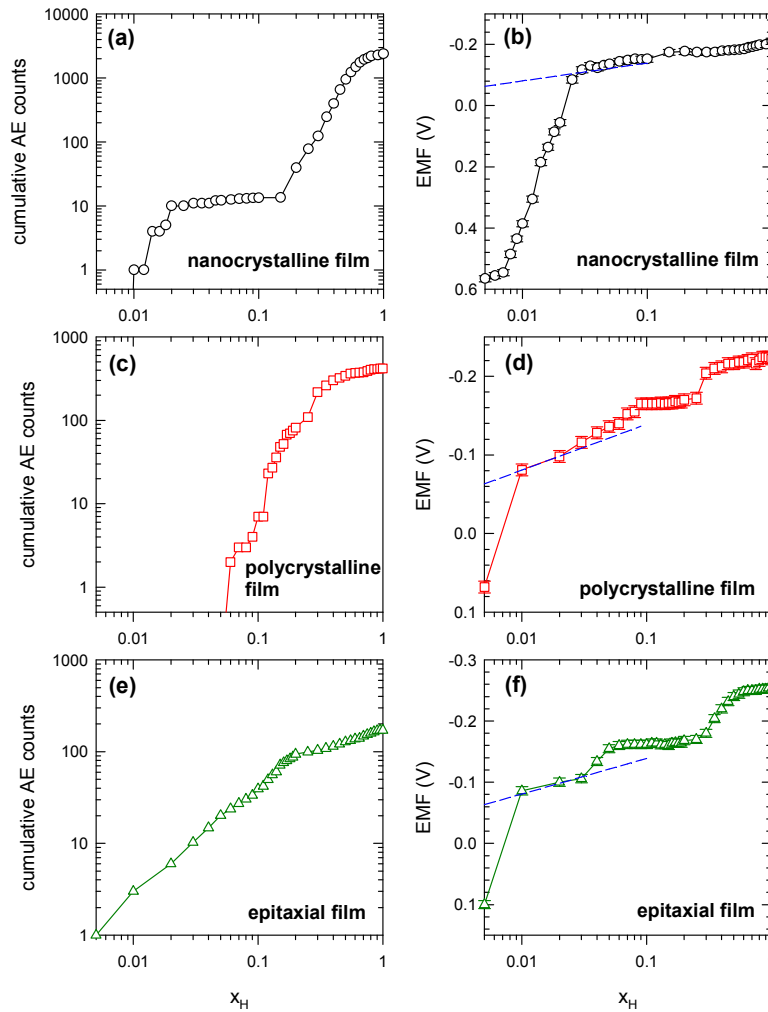 (a)
10000
1000
100
10
1
0.01
0.1
1
cumulative AE counts
nanocrystalline film
(b)
-0.2
0.0
0.2
0.4
0.6
0.01
0.1
EMF (V)
nanocrystalline film
(c)
1000
100
10
1
0.01
0.1
1
cumulative AE counts
polycrystalline
film
(d)
-0.2
-0.1
0.0
0.1
0.01
0.1
EMF (V)
polycrystalline film
(e)
1000
100
10
1
0.01
0.1
1
cumulative AE counts
epitaxial film
x_H
(f)
-0.3
-0.2
-0.1
0.0
0.1
0.01
0.1
EMF (V)
epitaxial film
x_H